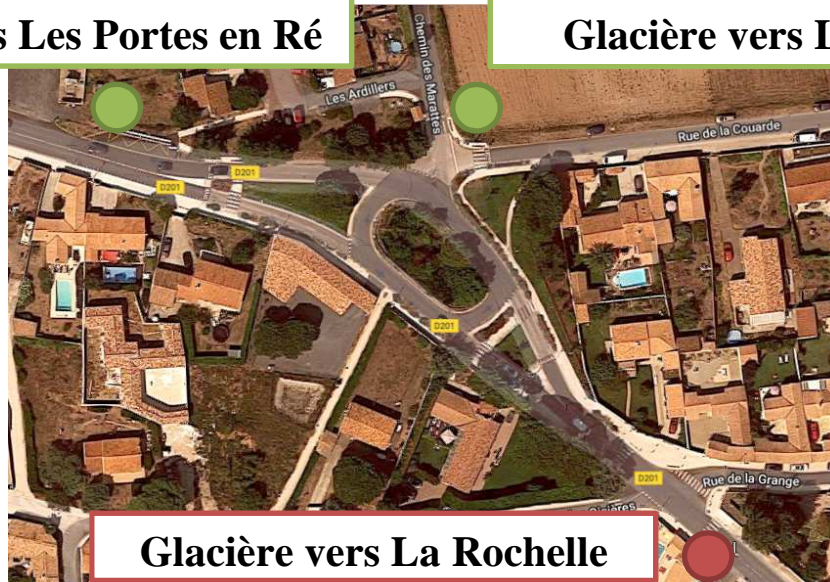 s Les Portes en Ré
Glacière vers L
Chemin des Marattes
Les Ardillers
Rue de la Couarde
D201
D201
D201
D201
Rue de la Grange
Glacière vers La Rochelle